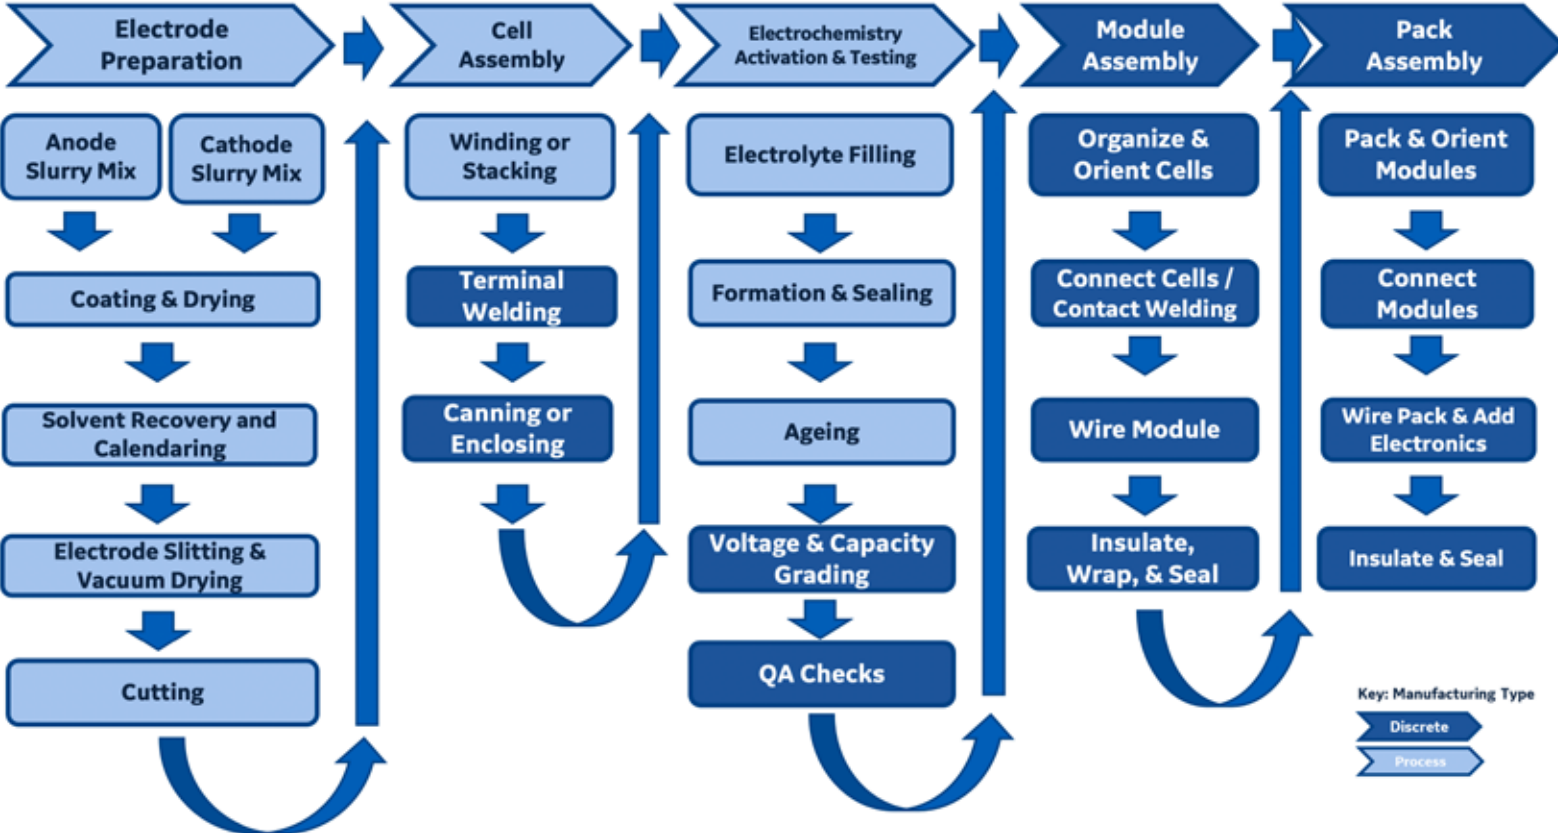 Electrode
Preparation
Cell
Assembly
Electrochemistry
Activation & Testing
Module
Assembly
Pack
Assembly
Anode
Slurry Mix
Cathode
Slurry Mix
Coating & Drying
Solvent Recovery and
Calendaring
Electrode Slitting &
Vacuum Drying
Cutting
Winding or
Stacking
Terminal
Welding
Canning or
Enclosing
Electrolyte Filling
Formation & Sealing
Ageing
Voltage & Capacity
Grading
QA Checks
Organize &
Orient Cells
Connect Cells /
Contact Welding
Wire Module
Insulate,
Wrap, & Seal
Pack & Orient
Modules
Connect
Modules
Wire Pack & Add
Electronics
Insulate & Seal
Key: Manufacturing Type
Discrete
Process